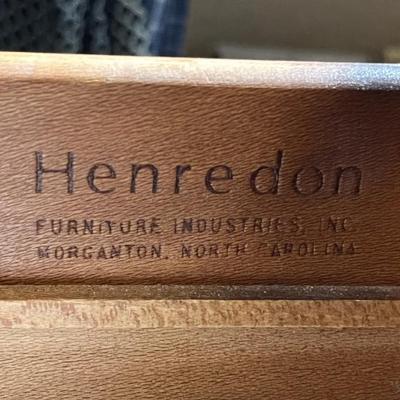 Henredon
FURNITURE INDUSTRIES, INC.
MORGANTON, NORTH CAROLINA